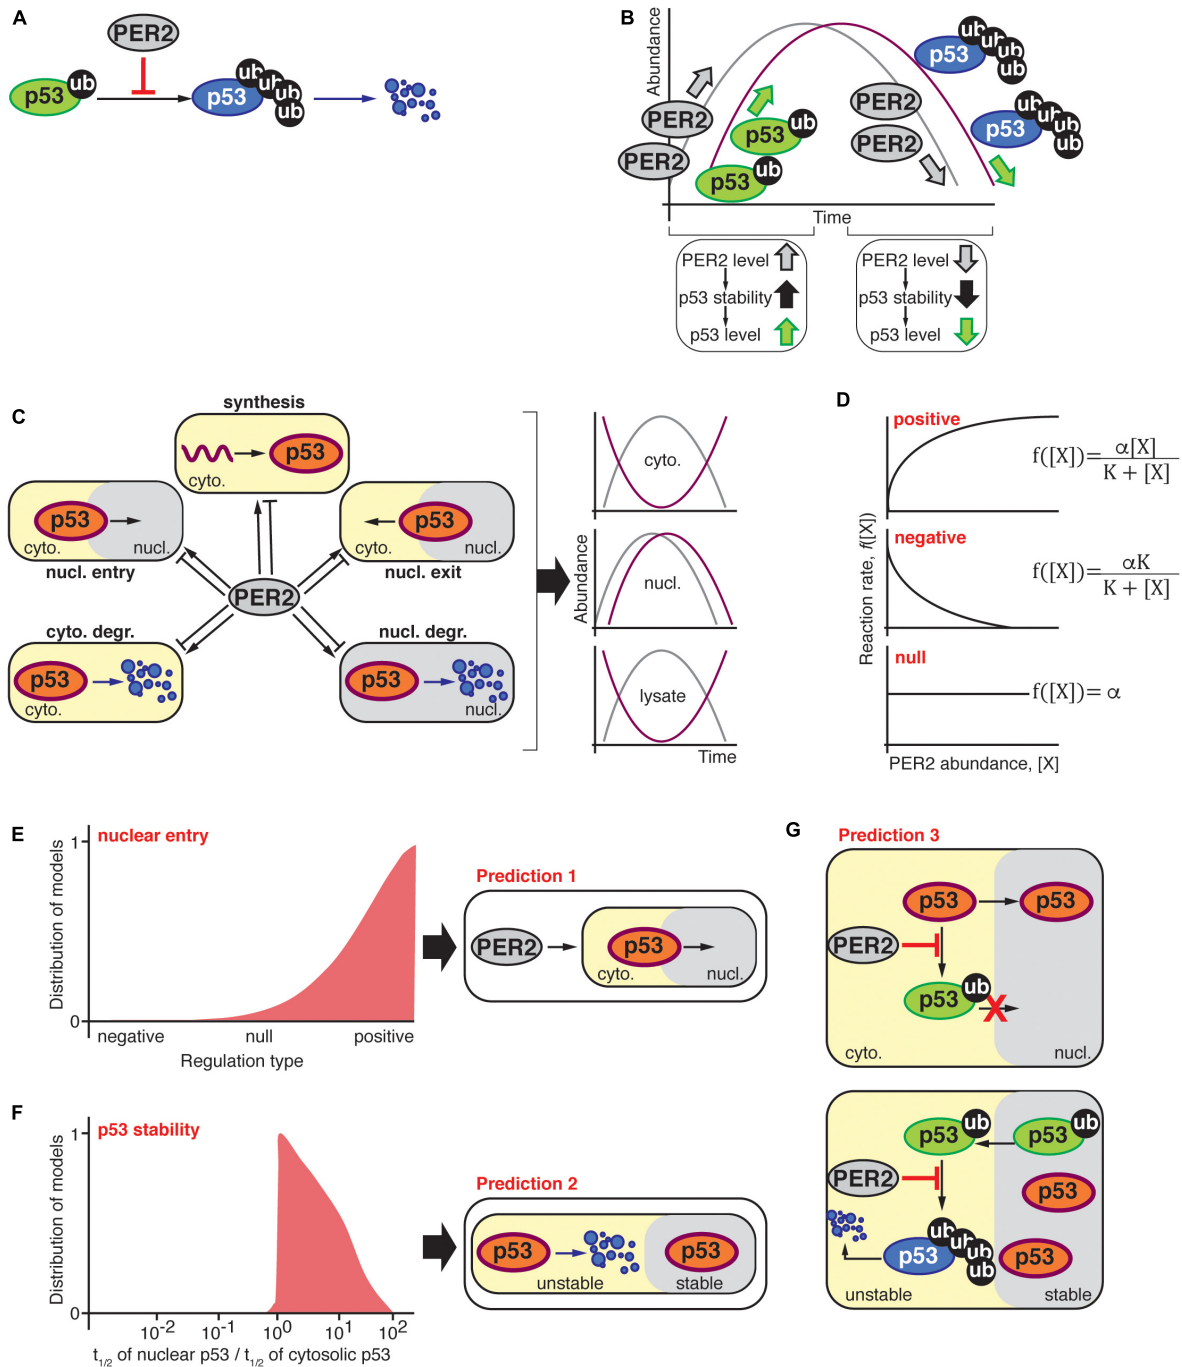 A
PER2
p53
ub
p53
ub
ub
ub
ub
B
Abundance
PER2
PER2
p53
ub
p53
ub
PER2
PER2
p53
ub
ub
ub
ub
p53
ub
ub
ub
ub
Time
PER2 level
p53 stability
p53 level
PER2 level
p53 stability
p53 level
C
synthesis
p53
cyto.
p53
cyto.
nucl.
nucl. entry
p53
cyto.
nucl.
nucl. exit
PER2
cyto. degr.
p53
cyto.
nucl. degr.
p53
nucl.
Abundance
cyto.
nucl.
lysate
Time
D
Reaction rate, f([X])
positive
f([X])= α[X] / K + [X]
negative
f([X])= αK / K + [X]
null
f([X])= α
PER2 abundance, [X]
E
Distribution of models
1
0
nuclear entry
negative
null
positive
Regulation type
Prediction 1
PER2
p53
cyto.
nucl.
F
Distribution of models
1
0
p53 stability
10-2
10-1
100
101
102
t1/2 of nuclear p53 / t1/2 of cytosolic p53
Prediction 2
p53
p53
unstable
stable
G
Prediction 3
p53
p53
PER2
p53
ub
X
cyto.
nucl.
p53
ub
p53
ub
PER2
p53
p53
ub
ub
ub
ub
p53
unstable
stable